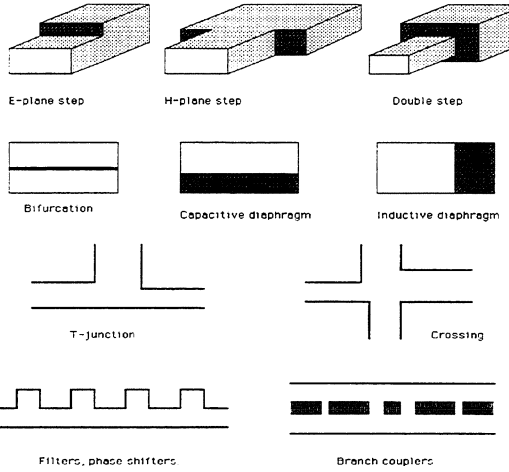 E-plane step
H-plane step
Double step
Bifurcation
Capacitive diaphragm
Inductive diaphragm
T-junction
Crossing
Filters, phase shifters.
Branch couplers